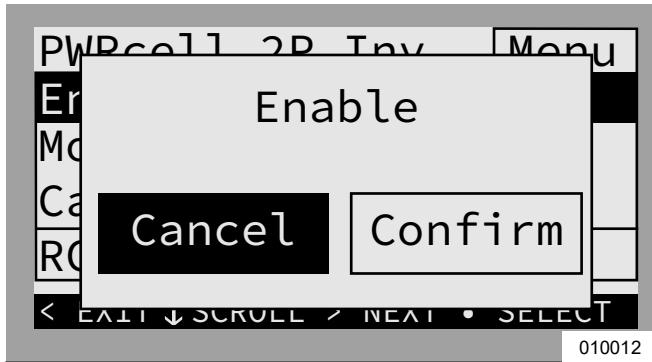 PWRcell 2P Inv Menu
Enable
Cancel Confirm
< EXIT ↓ SCROLL > NEXT • SELECT
010012